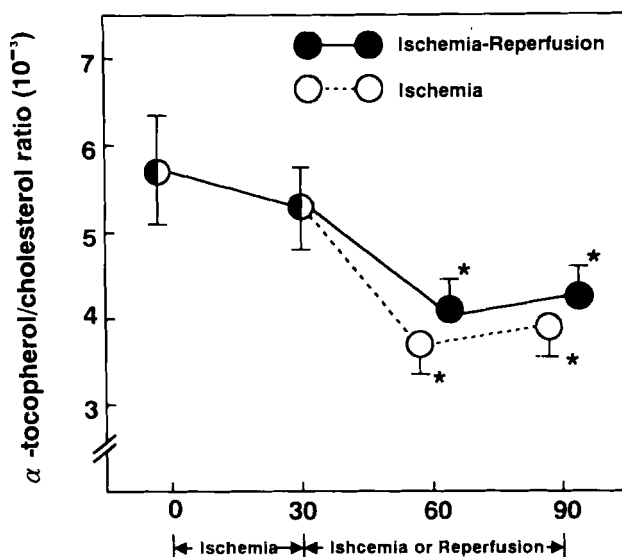 α -tocopherol/cholesterol ratio (10⁻³)
7
6
5
4
3
Ischemia-Reperfusion
Ischemia
*
*
*
*
0 30 60 90
Ischemia Ishcemia or Reperfusion